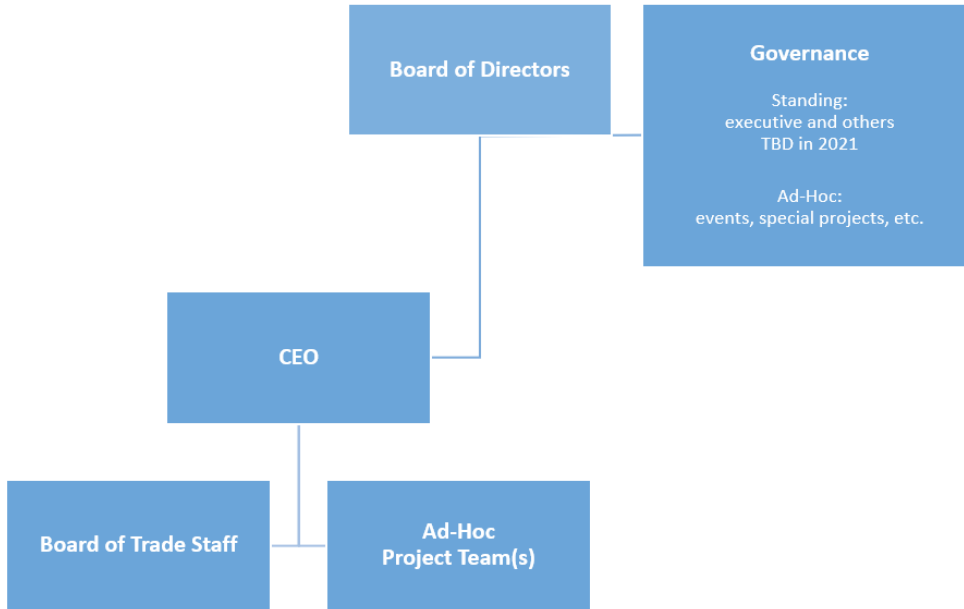 Board of Directors
Governance
Standing:
executive and others
TBD in 2021
Ad-Hoc:
events, special projects, etc.
CEO
Board of Trade Staff
Ad-Hoc
Project Team(s)